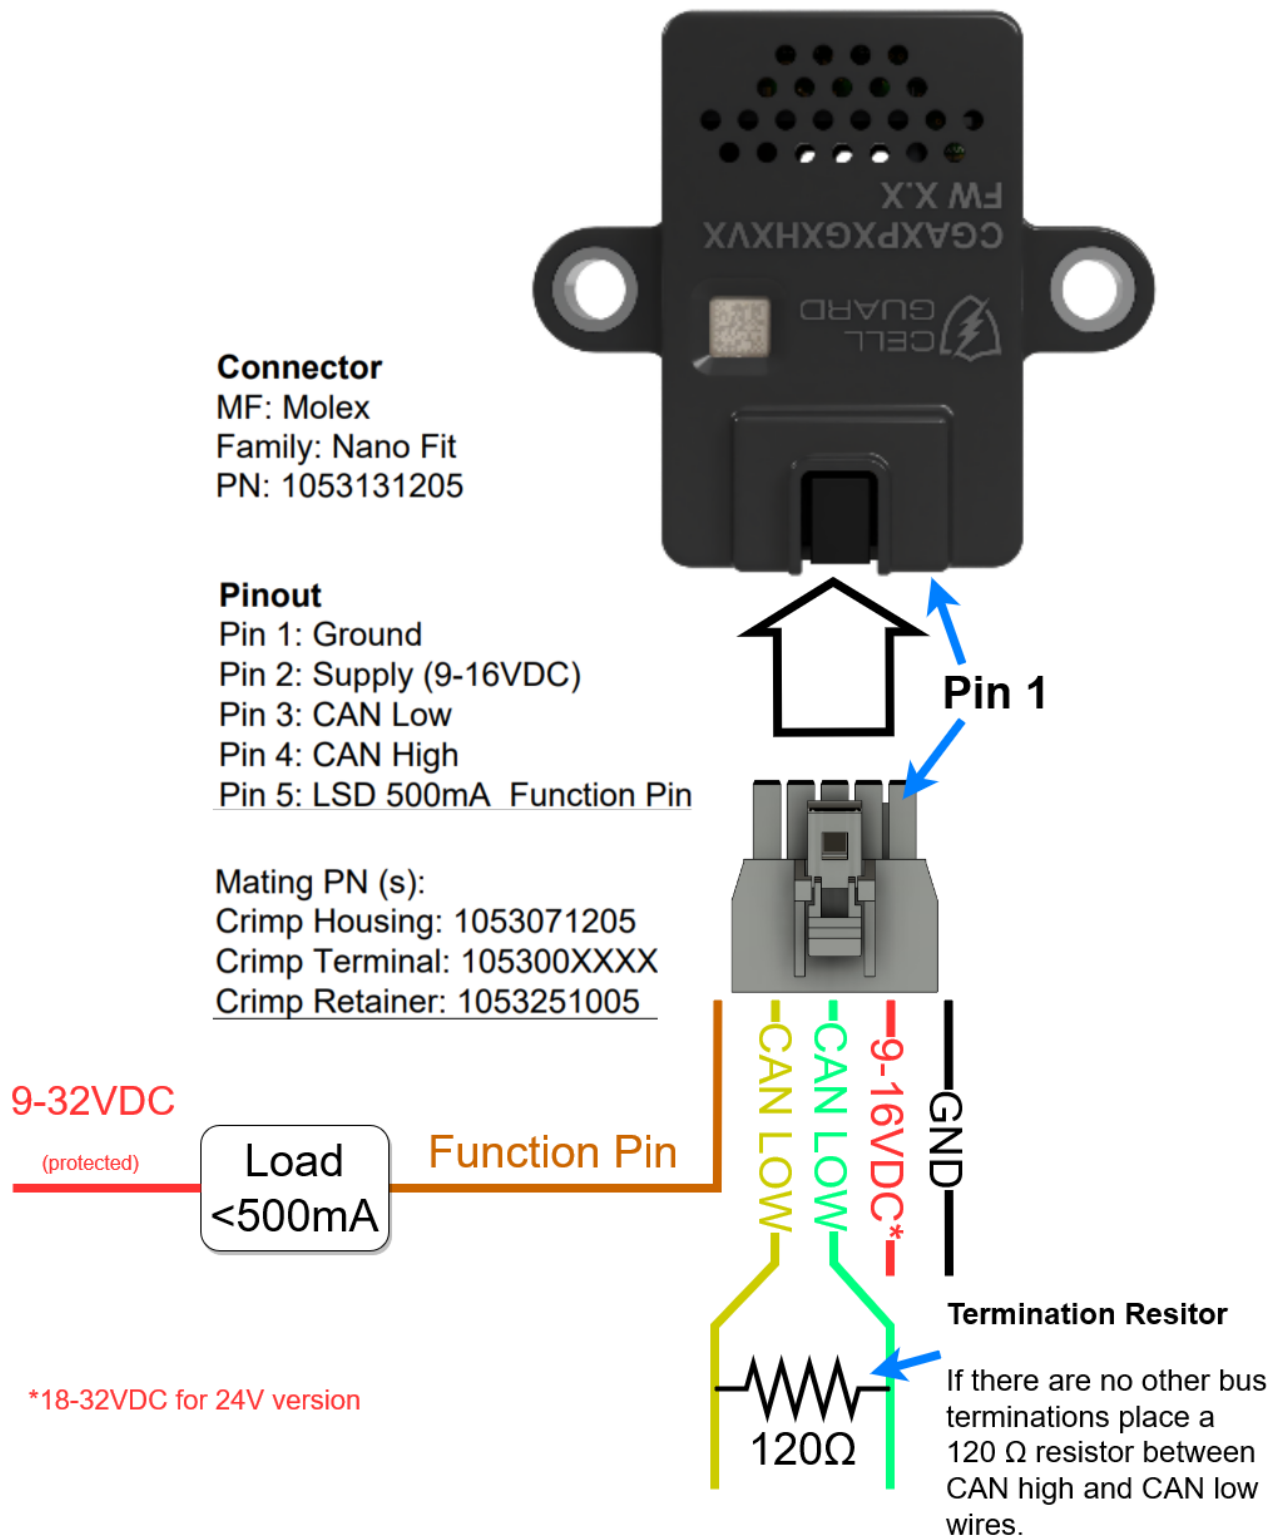 FW X.X
CGAXPXGXHXVX
CELL
GUARD
Connector
MF: Molex
Family: Nano Fit
PN: 1053131205
Pinout
Pin 1: Ground
Pin 2: Supply (9-16VDC)
Pin 3: CAN Low
Pin 4: CAN High
Pin 5: LSD 500mA  Function Pin
Pin 1
Mating PN (s):
Crimp Housing: 1053071205
Crimp Terminal: 105300XXXX
Crimp Retainer: 1053251005
9-32VDC
(protected)
Load
<500mA
Function Pin
CAN LOW
CAN LOW
9-16VDC*
GND
*18-32VDC for 24V version
120Ω
Termination Resitor
If there are no other bus
terminations place a
120 Ω resistor between
CAN high and CAN low
wires.